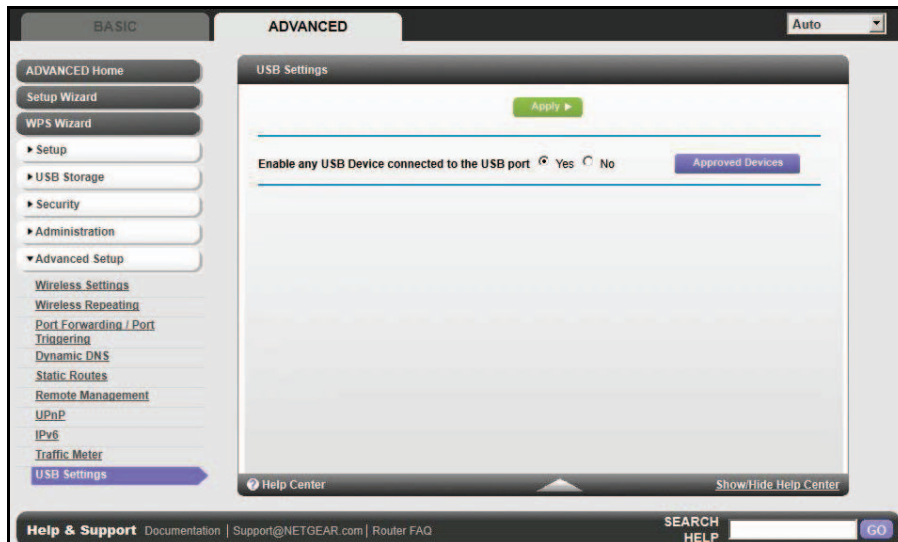 BASIC
ADVANCED
Auto
ADVANCED Home
Setup Wizard
WPS Wizard
Setup
USB Storage
Security
Administration
Advanced Setup
Wireless Settings
Wireless Repeating
Port Forwarding / Port
Triggering
Dynamic DNS
Static Routes
Remote Management
UPnP
IPv6
Traffic Meter
USB Settings
USB Settings
Apply
Enable any USB Device connected to the USB port Yes No
Approved Devices
Help Center
Show/Hide Help Center
Help & Support Documentation | Support@NETGEAR.com | Router FAQ
SEARCH
HELP
GO